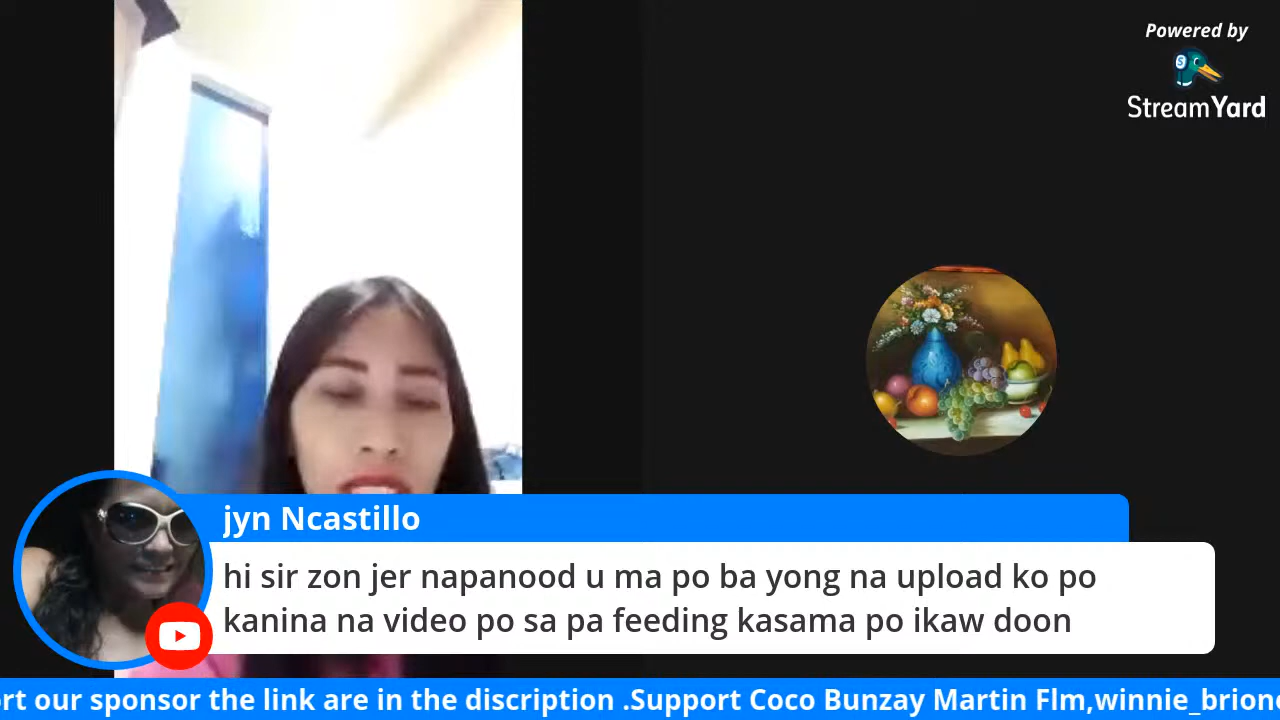 Powered by
StreamYard
jyn Ncastillo
hi sir zon jer napanood u ma po ba yong na upload ko po
kanina na video po sa pa feeding kasama po ikaw doon
rt our sponsor the link are in the discription .Support Coco Bunzay Martin Flm,winnie_brion